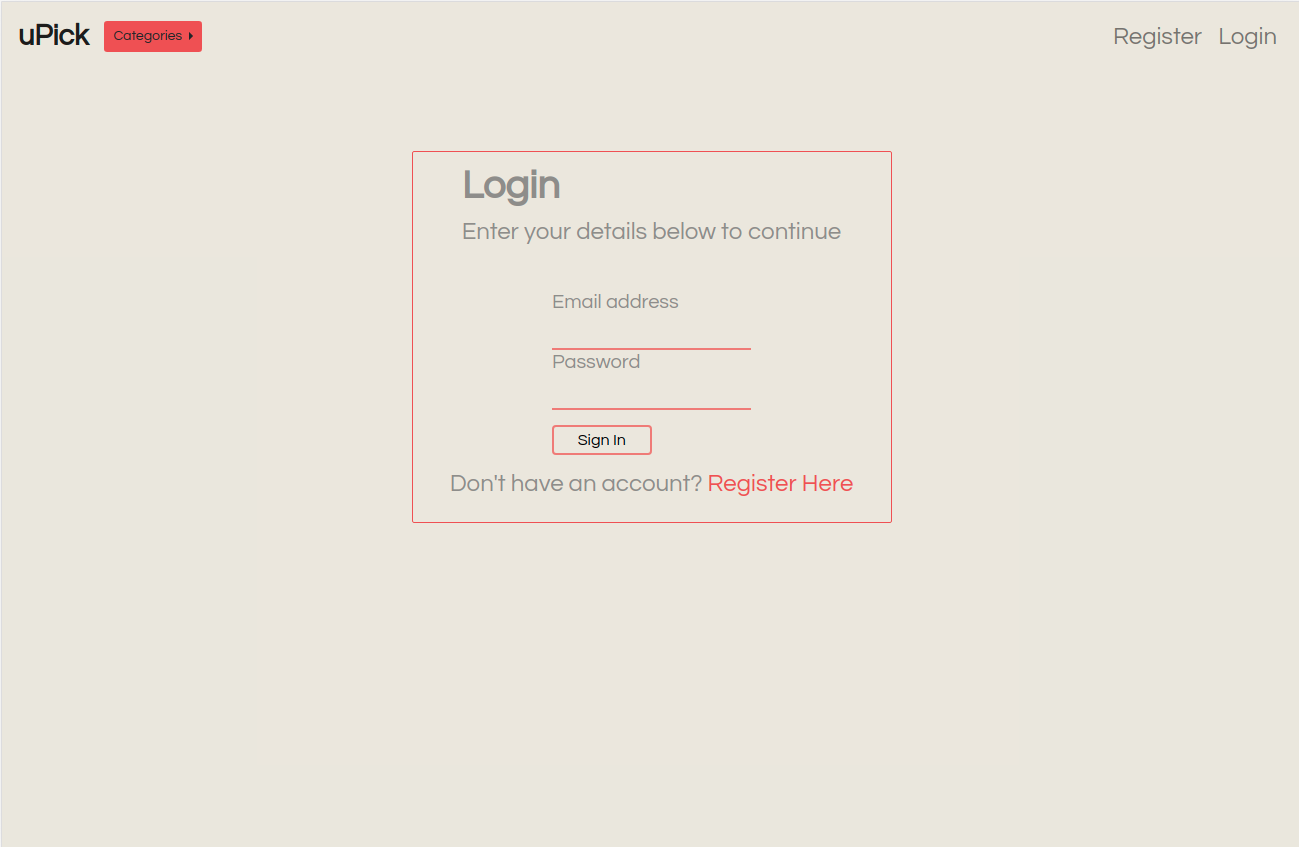 uPick Categories Register Login
Login
Enter your details below to continue
Email address
Password
Sign In
Don't have an account? Register Here